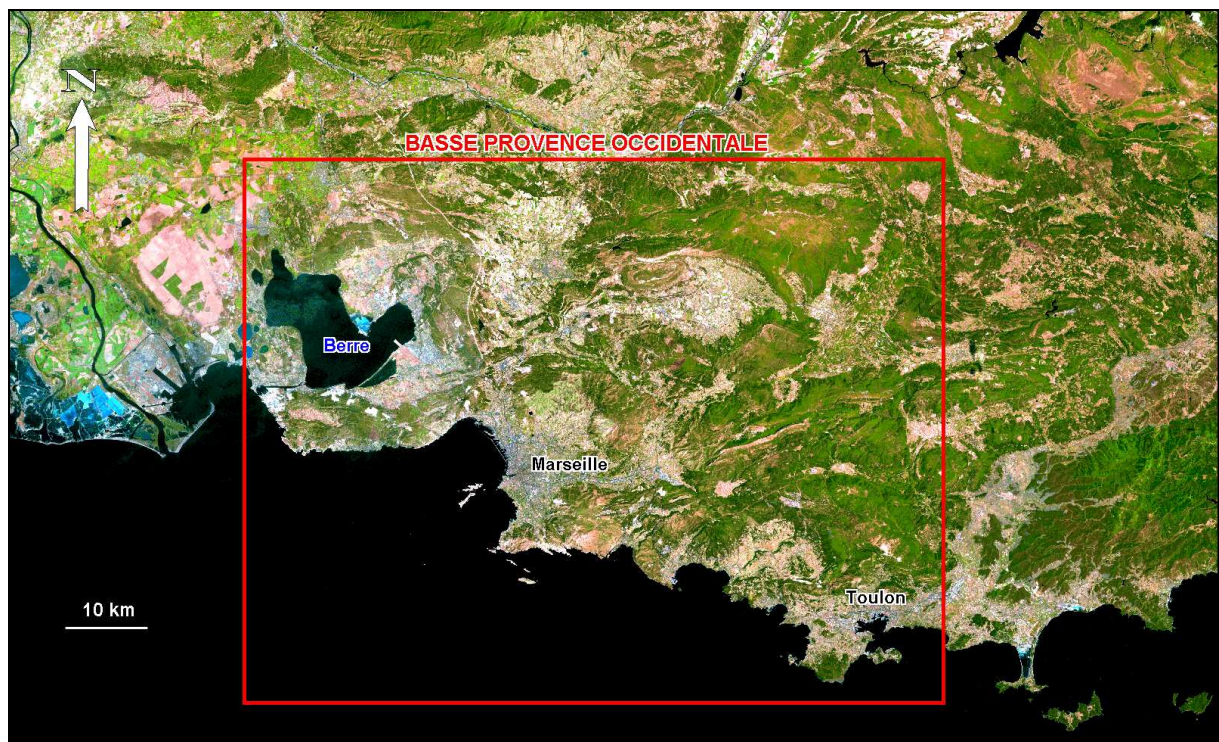 N
BASSE PROVENCE OCCIDENTALE
Berre
Marseille
10 km
Toulon